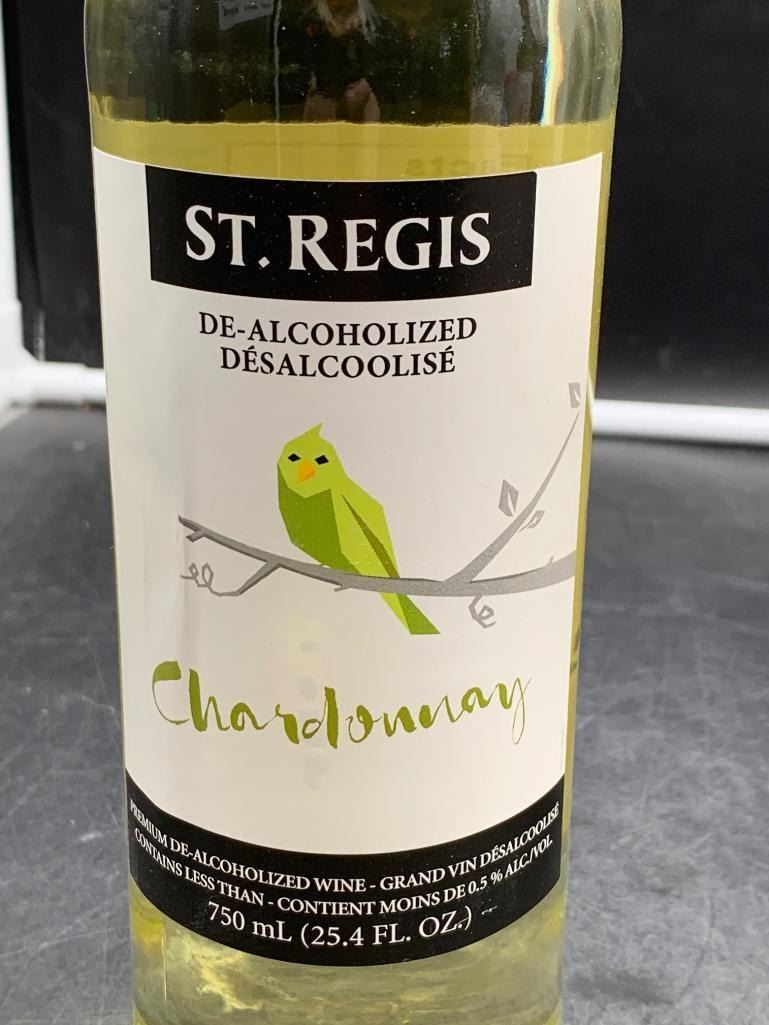 ST. REGIS
DE-ALCOHOLIZED
DÉSALCOOLISÉ
Chardonnay
PREMIUM DE-ALCOHOLIZED WINE - GRAND VIN DÉSALCOOLISÉ
CONTAINS LESS THAN - CONTIENT MOINS DE 0.5 % ALC./VOL.
750 mL (25.4 FL. OZ.)